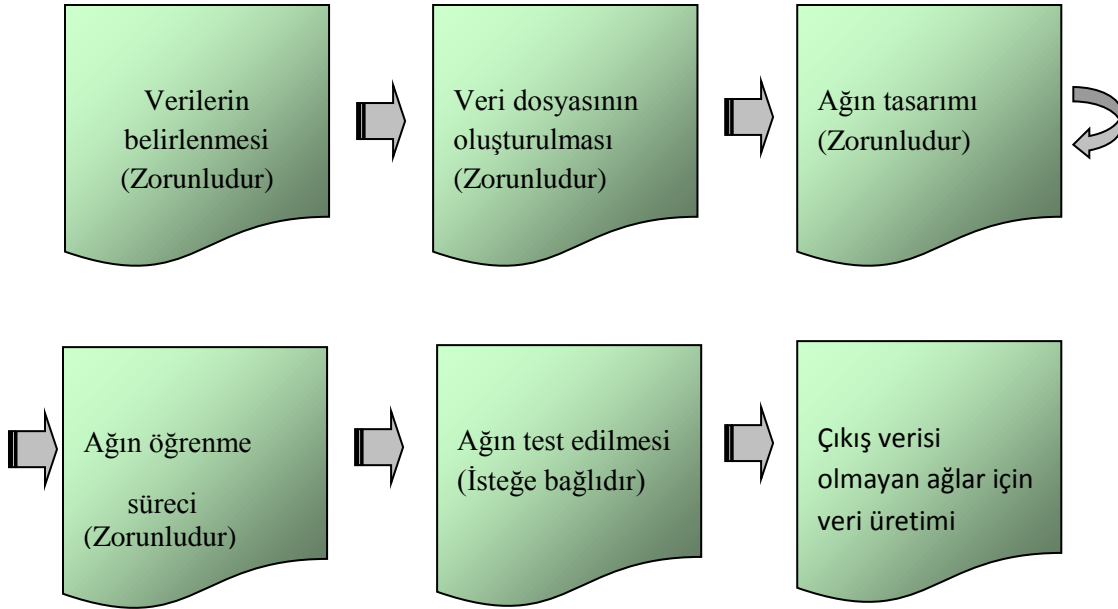 Verilerin
belirlenmesi
(Zorunludur)
Veri dosyasının
oluşturulması
(Zorunludur)
Ağın tasarımı
(Zorunludur)
Ağın öğrenme
süreci
(Zorunludur)
Ağın test edilmesi
(İsteğe bağlıdır)
Çıkış verisi
olmayan ağlar için
veri üretimi